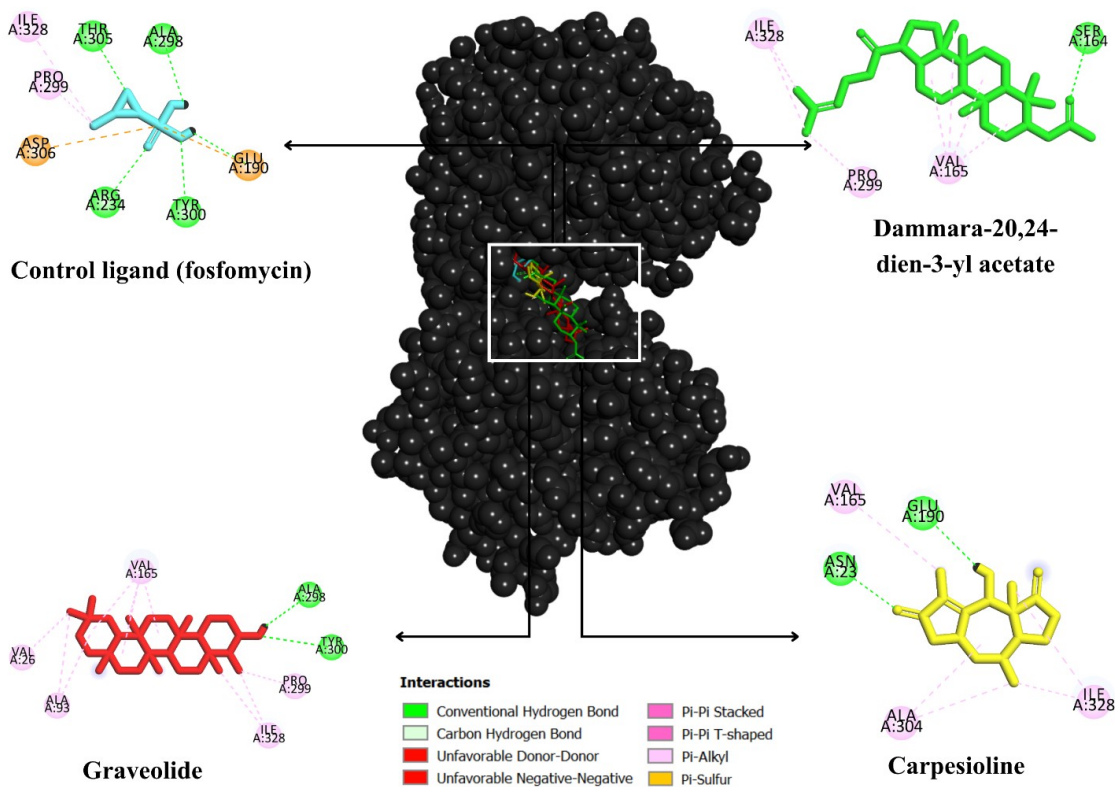 ILE
A:328
THR
A:305
ALA
A:298
PRO
A:299
ASP
A:306
GLU
A:190
ARG
A:234
TYR
A:300
Control ligand (fosfomycin)
ILE
A:328
SER
A:164
PRO
A:299
VAL
A:165
Dammara-20,24-
dien-3-yl acetate
VAL
A:165
ALA
A:298
TYR
A:300
VAL
A:26
ALA
A:93
PRO
A:299
ILE
A:328
Graveolide
Interactions
Conventional Hydrogen Bond
Carbon Hydrogen Bond
Unfavorable Donor-Donor
Unfavorable Negative-Negative
Pi-Pi Stacked
Pi-Pi T-shaped
Pi-Alkyl
Pi-Sulfur
VAL
A:165
GLU
A:190
ASN
A:23
ALA
A:304
ILE
A:328
Carpesioline